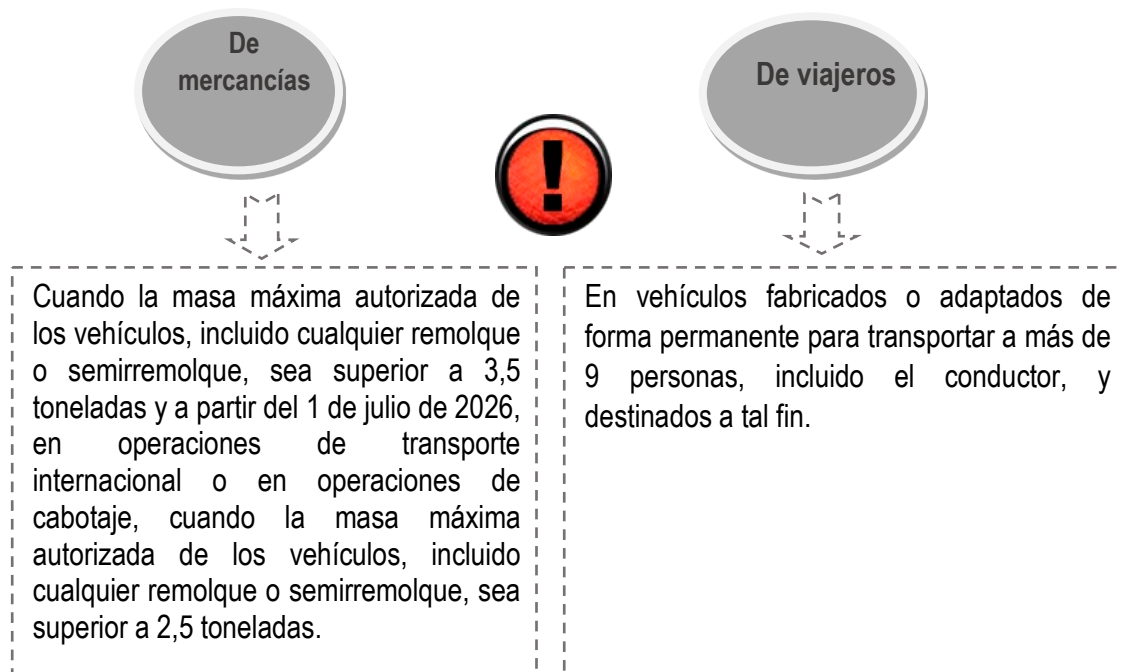 De
mercancías
De viajeros
!
Cuando la masa máxima autorizada de
los vehículos, incluido cualquier remolque
o semirremolque, sea superior a 3,5
toneladas y a partir del 1 de julio de 2026,
en operaciones de transporte
internacional o en operaciones de
cabotaje, cuando la masa máxima
autorizada de los vehículos, incluido
cualquier remolque o semirremolque, sea
superior a 2,5 toneladas.
En vehículos fabricados o adaptados de
forma permanente para transportar a más de
9 personas, incluido el conductor, y
destinados a tal fin.